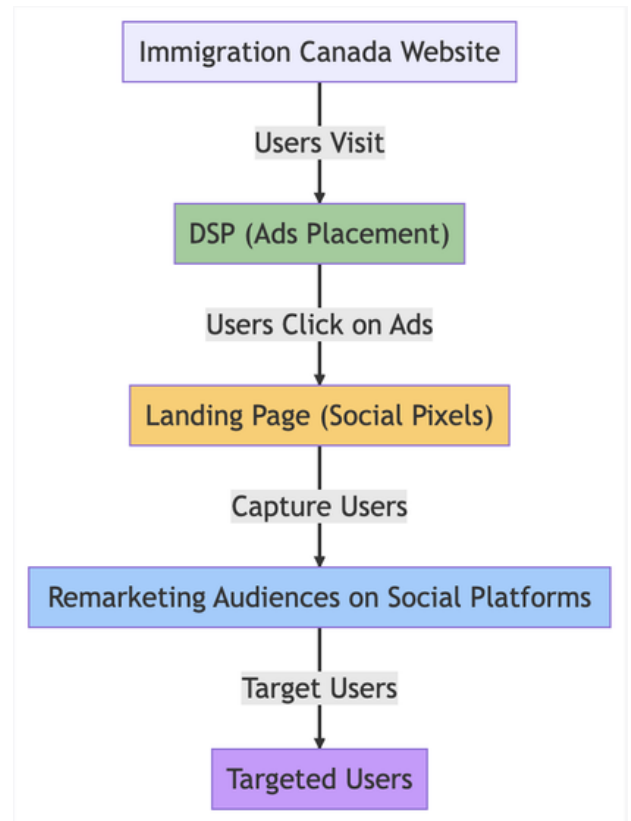 Immigration Canada Website
Users Visit
DSP (Ads Placement)
Users Click on Ads
Landing Page (Social Pixels)
Capture Users
Remarketing Audiences on Social Platforms
Target Users
Targeted Users